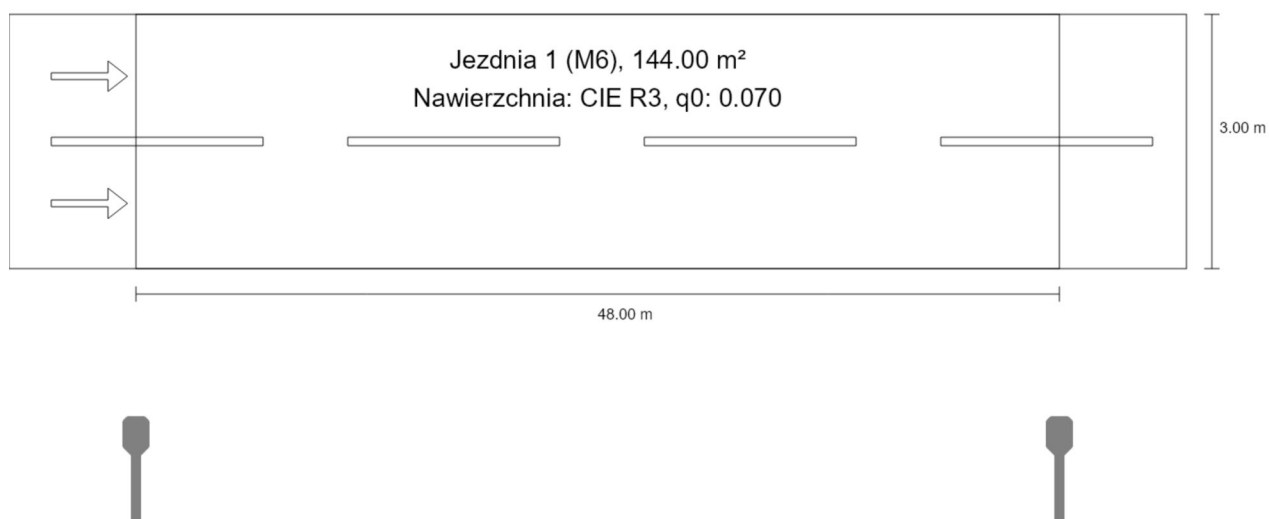 Jezdnia 1 (M6), 144.00 m²
Nawierzchnia: CIE R3, q0: 0.070
3.00 m
48.00 m